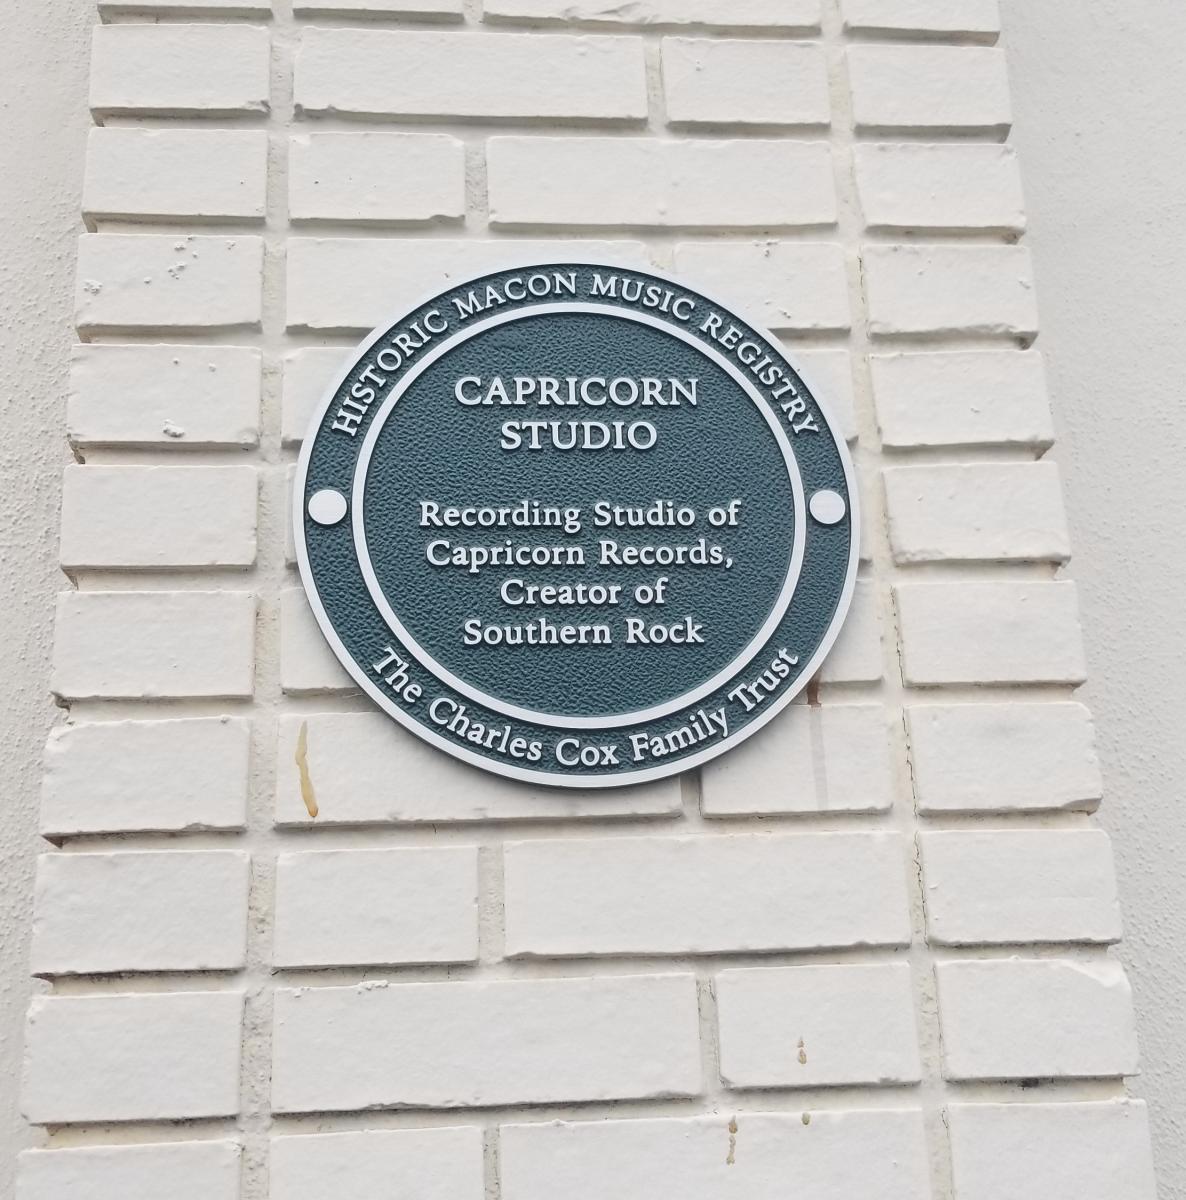 HISTORIC MACON MUSIC REGISTRY
CAPRICORN
STUDIO
Recording Studio of
Capricorn Records,
Creator of
Southern Rock
The Charles Cox Family Trust